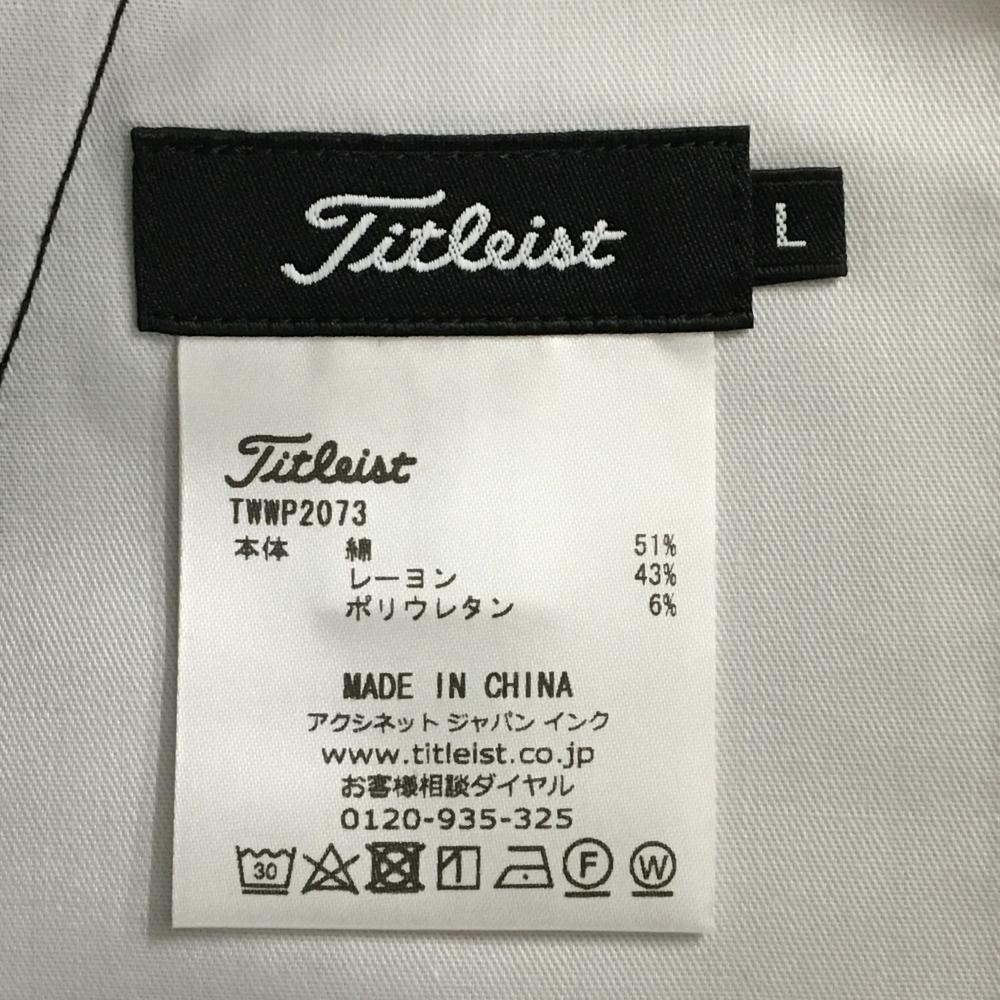 Titleist
L
Titleist
TWWP2073
本体 綿 51%
レーヨン 43%
ポリウレタン 6%
MADE IN CHINA
アクシネット ジャパン インク
www.titleist.co.jp
お客様相談ダイヤル
0120-935-325
30 F W